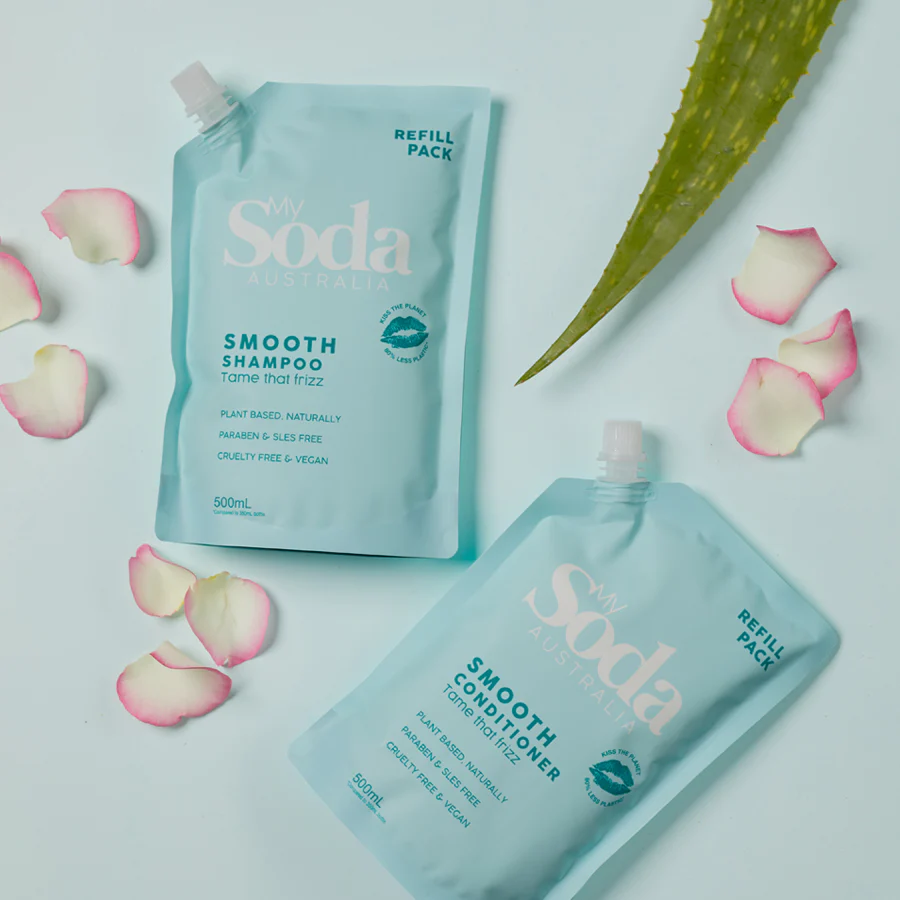 REFILL
PACK
MY
Soda
AUSTRALIA
KISS THE PLANET
SMOOTH
SHAMPOO
Tame that frizz
PLANT BASED, NATURALLY
PARABEN & SLES FREE
CRUELTY FREE & VEGAN
500mL
REFILL
PACK
MY
Soda
AUSTRALIA
SMOOTH
CONDITIONER
Tame that frizz
PLANT BASED, NATURALLY
PARABEN & SLES FREE
CRUELTY FREE & VEGAN
KISS THE PLANET
500mL